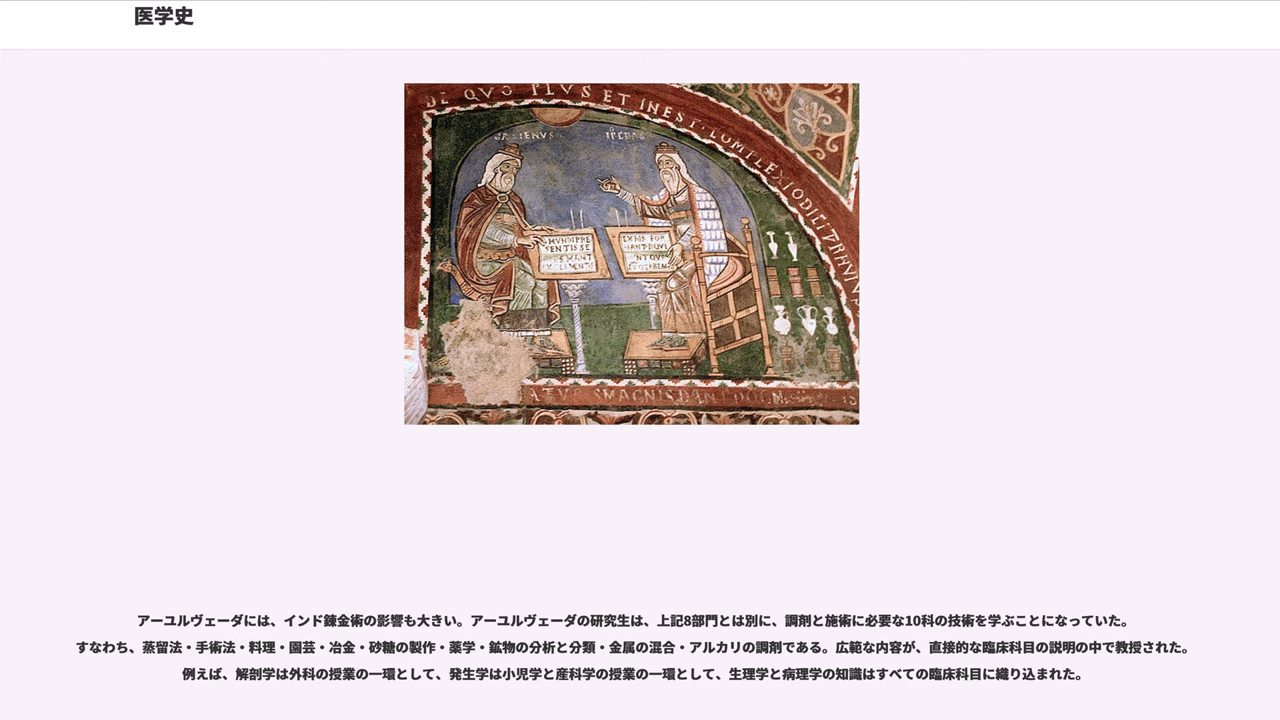 医学史
DE QVO PLVS ET INEST
IPCRAS
MVNDI PRE
SENTIS SE
EX HIS FOR
アーユルヴェーダには、インド錬金術の影響も大きい。アーユルヴェーダの研究生は、上記8部門とは別に、調剤と施術に必要な10科の技術を学ぶことになっていた。
すなわち、蒸留法・手術法・料理・園芸・冶金・砂糖の製作・薬学・鉱物の分析と分類・金属の混合・アルカリの調剤である。広範な内容が、直接的な臨床科目の説明の中で教授された。
例えば、解剖学は外科の授業の一環として、発生学は小児学と産科学の授業の一環として、生理学と病理学の知識はすべての臨床科目に織り込まれた。